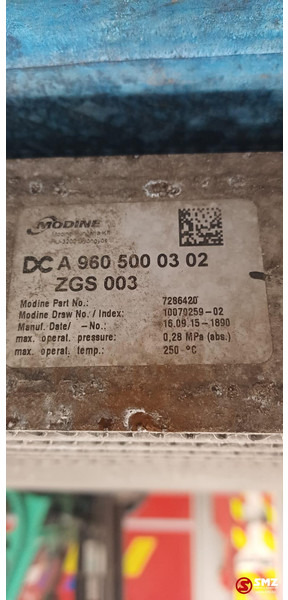 MODINE
DC A 960 500 03 02
ZGS 003
Modine Part No.: 7286420
Modine Draw No. / Index: 10070259-02
Manuf. Date/ -No.: 16.09.15-1890
max. operat. pressure: 0,28 MPa (abs.)
max. operat. temp.: 250 °C
SMZ